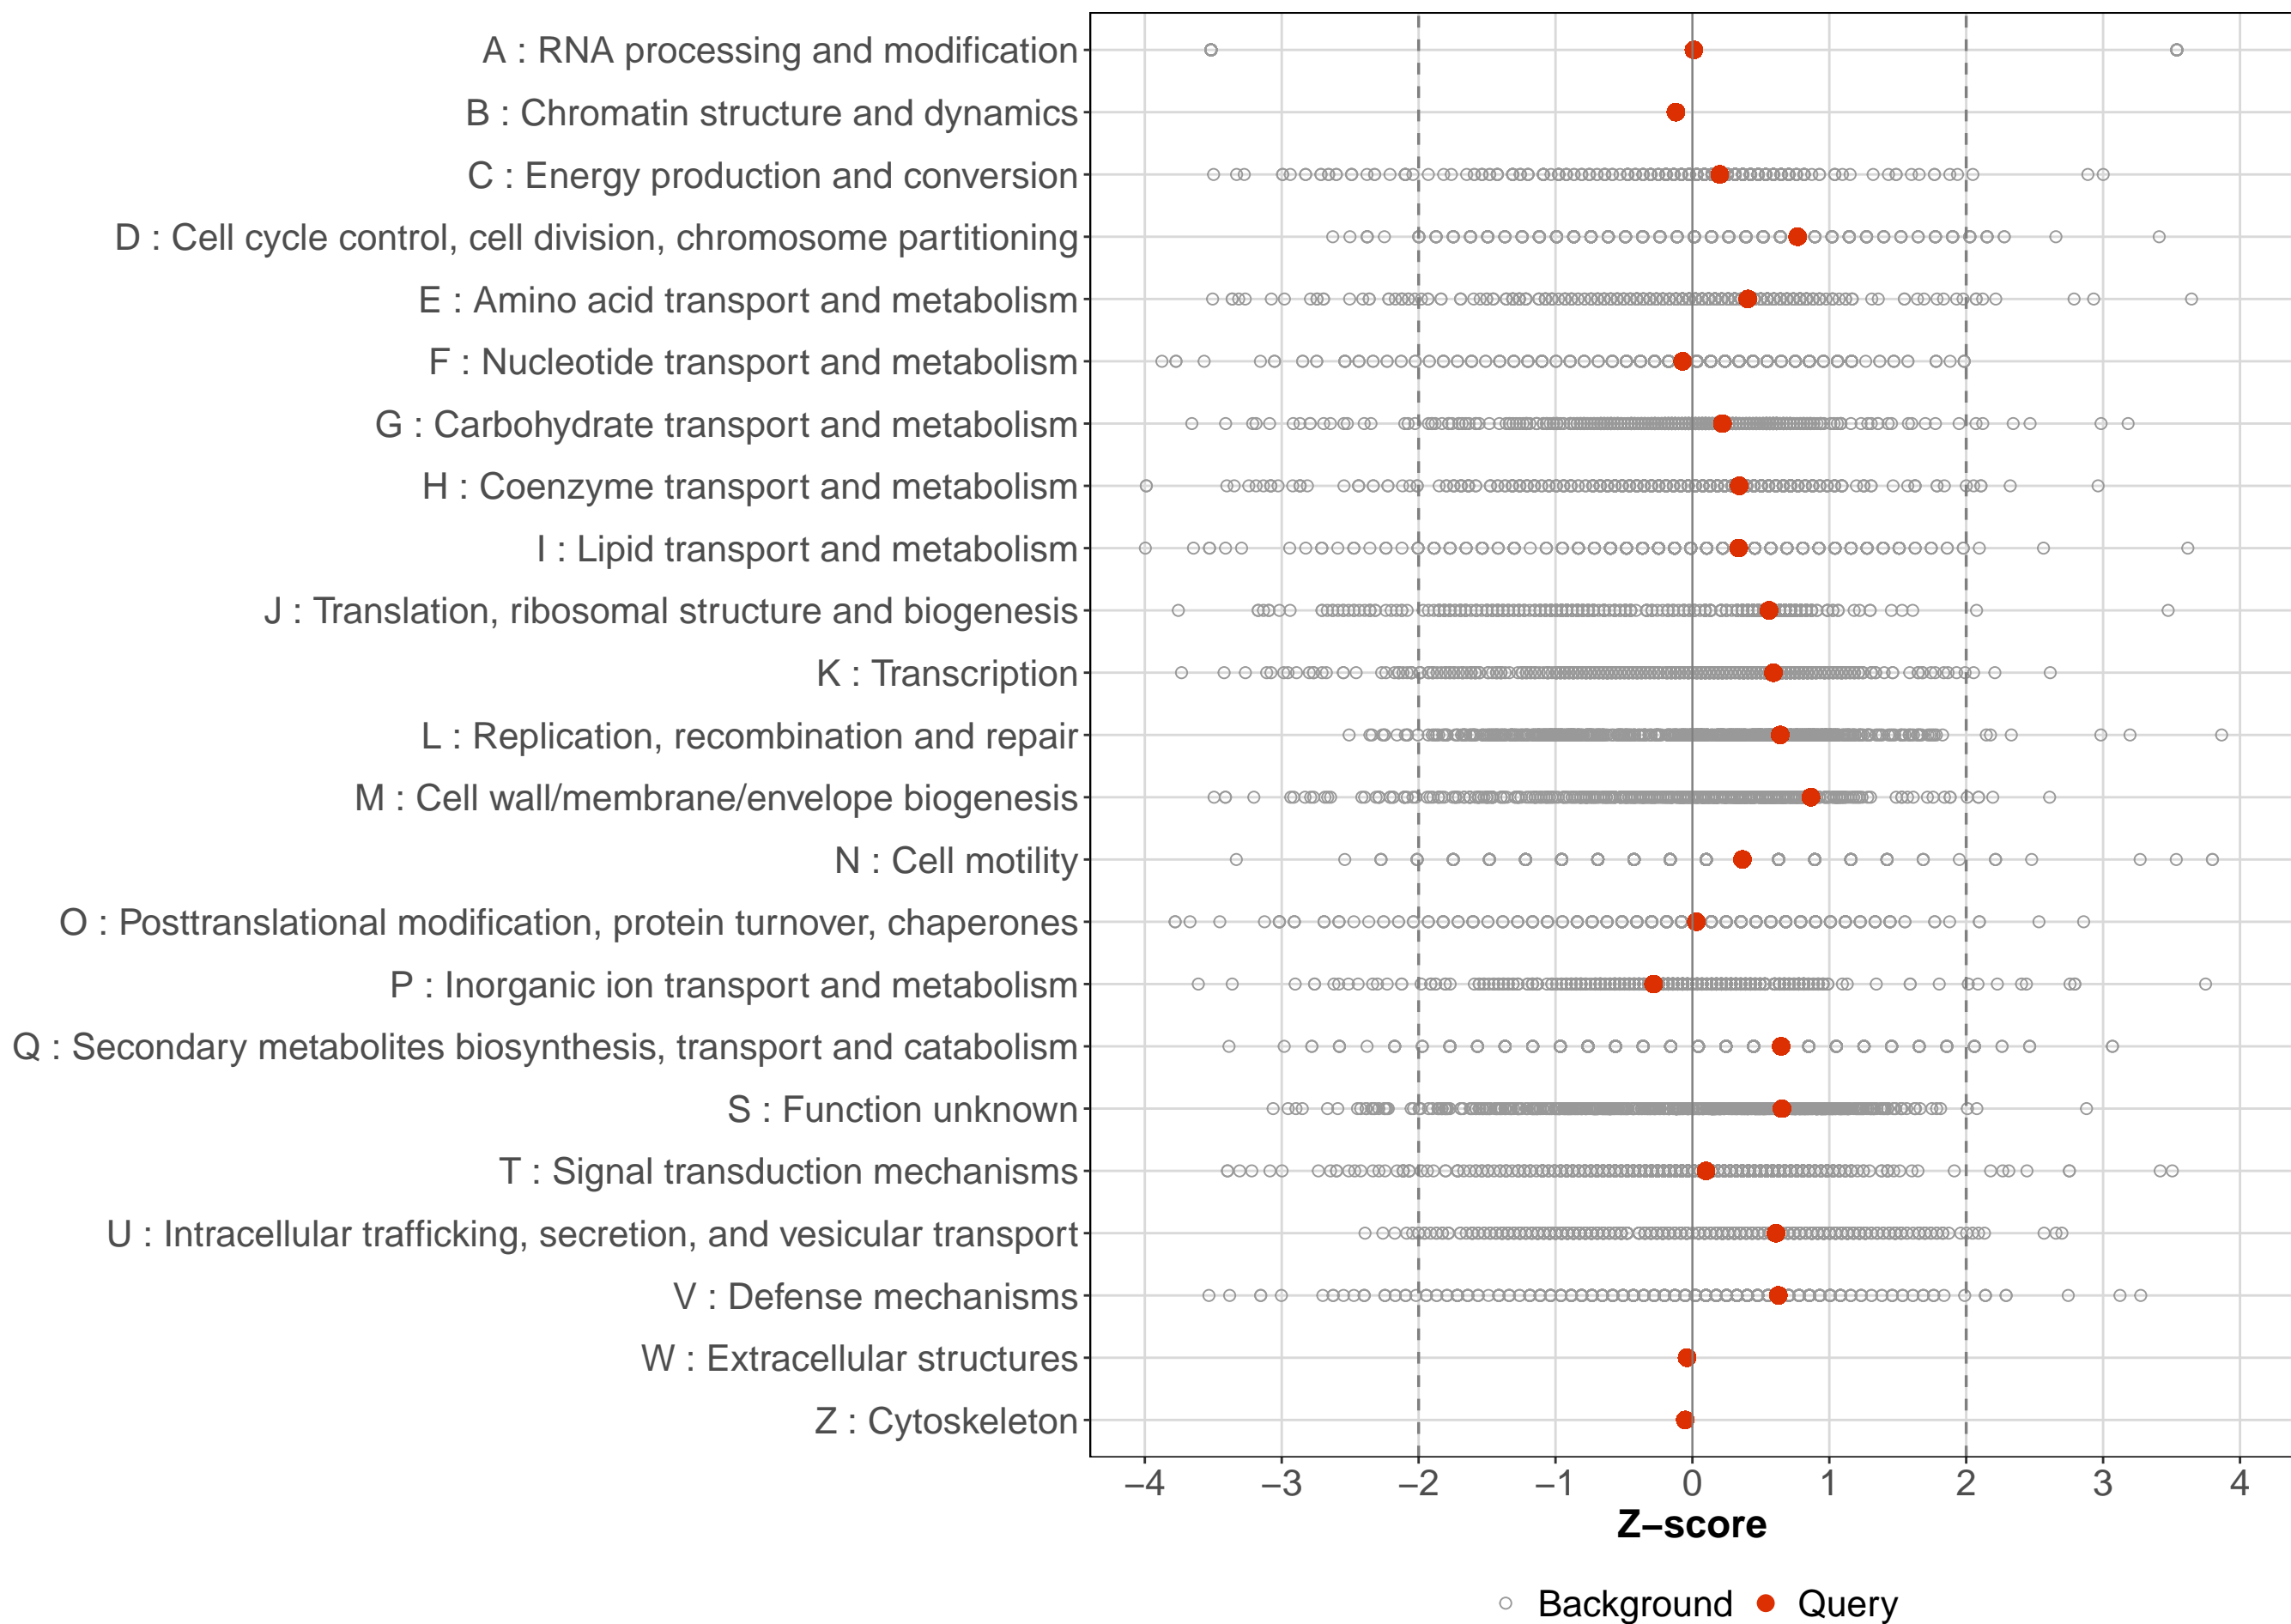 A : RNA processing and modification
B : Chromatin structure and dynamics
C : Energy production and conversion
D : Cell cycle control, cell division, chromosome partitioning
E : Amino acid transport and metabolism
F : Nucleotide transport and metabolism
G : Carbohydrate transport and metabolism
H : Coenzyme transport and metabolism
I : Lipid transport and metabolism
J : Translation, ribosomal structure and biogenesis
K : Transcription
L : Replication, recombination and repair
M : Cell wall/membrane/envelope biogenesis
N : Cell motility
O : Posttranslational modification, protein turnover, chaperones
P : Inorganic ion transport and metabolism
Q : Secondary metabolites biosynthesis, transport and catabolism
S : Function unknown
T : Signal transduction mechanisms
U : Intracellular trafficking, secretion, and vesicular transport
V : Defense mechanisms
W : Extracellular structures
Z : Cytoskeleton
−4 −3 −2 −1 0 1 2 3 4
Z−score
Background Query